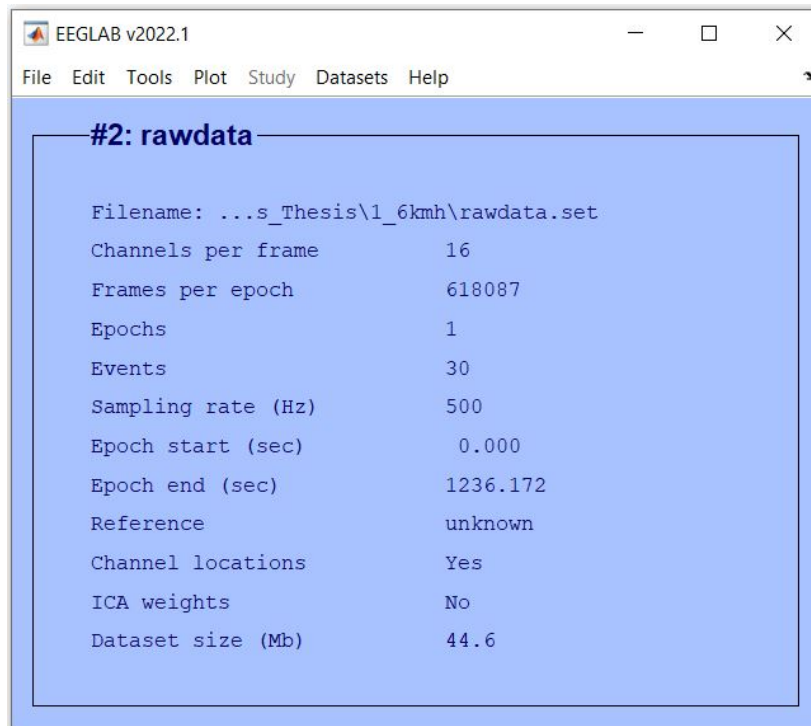 EEGLAB v2022.1
File Edit Tools Plot Study Datasets Help
#2: rawdata
Filename: ...s_Thesis\1_6kmh\rawdata.set
Channels per frame 16
Frames per epoch 618087
Epochs 1
Events 30
Sampling rate (Hz) 500
Epoch start (sec) 0.000
Epoch end (sec) 1236.172
Reference unknown
Channel locations Yes
ICA weights No
Dataset size (Mb) 44.6